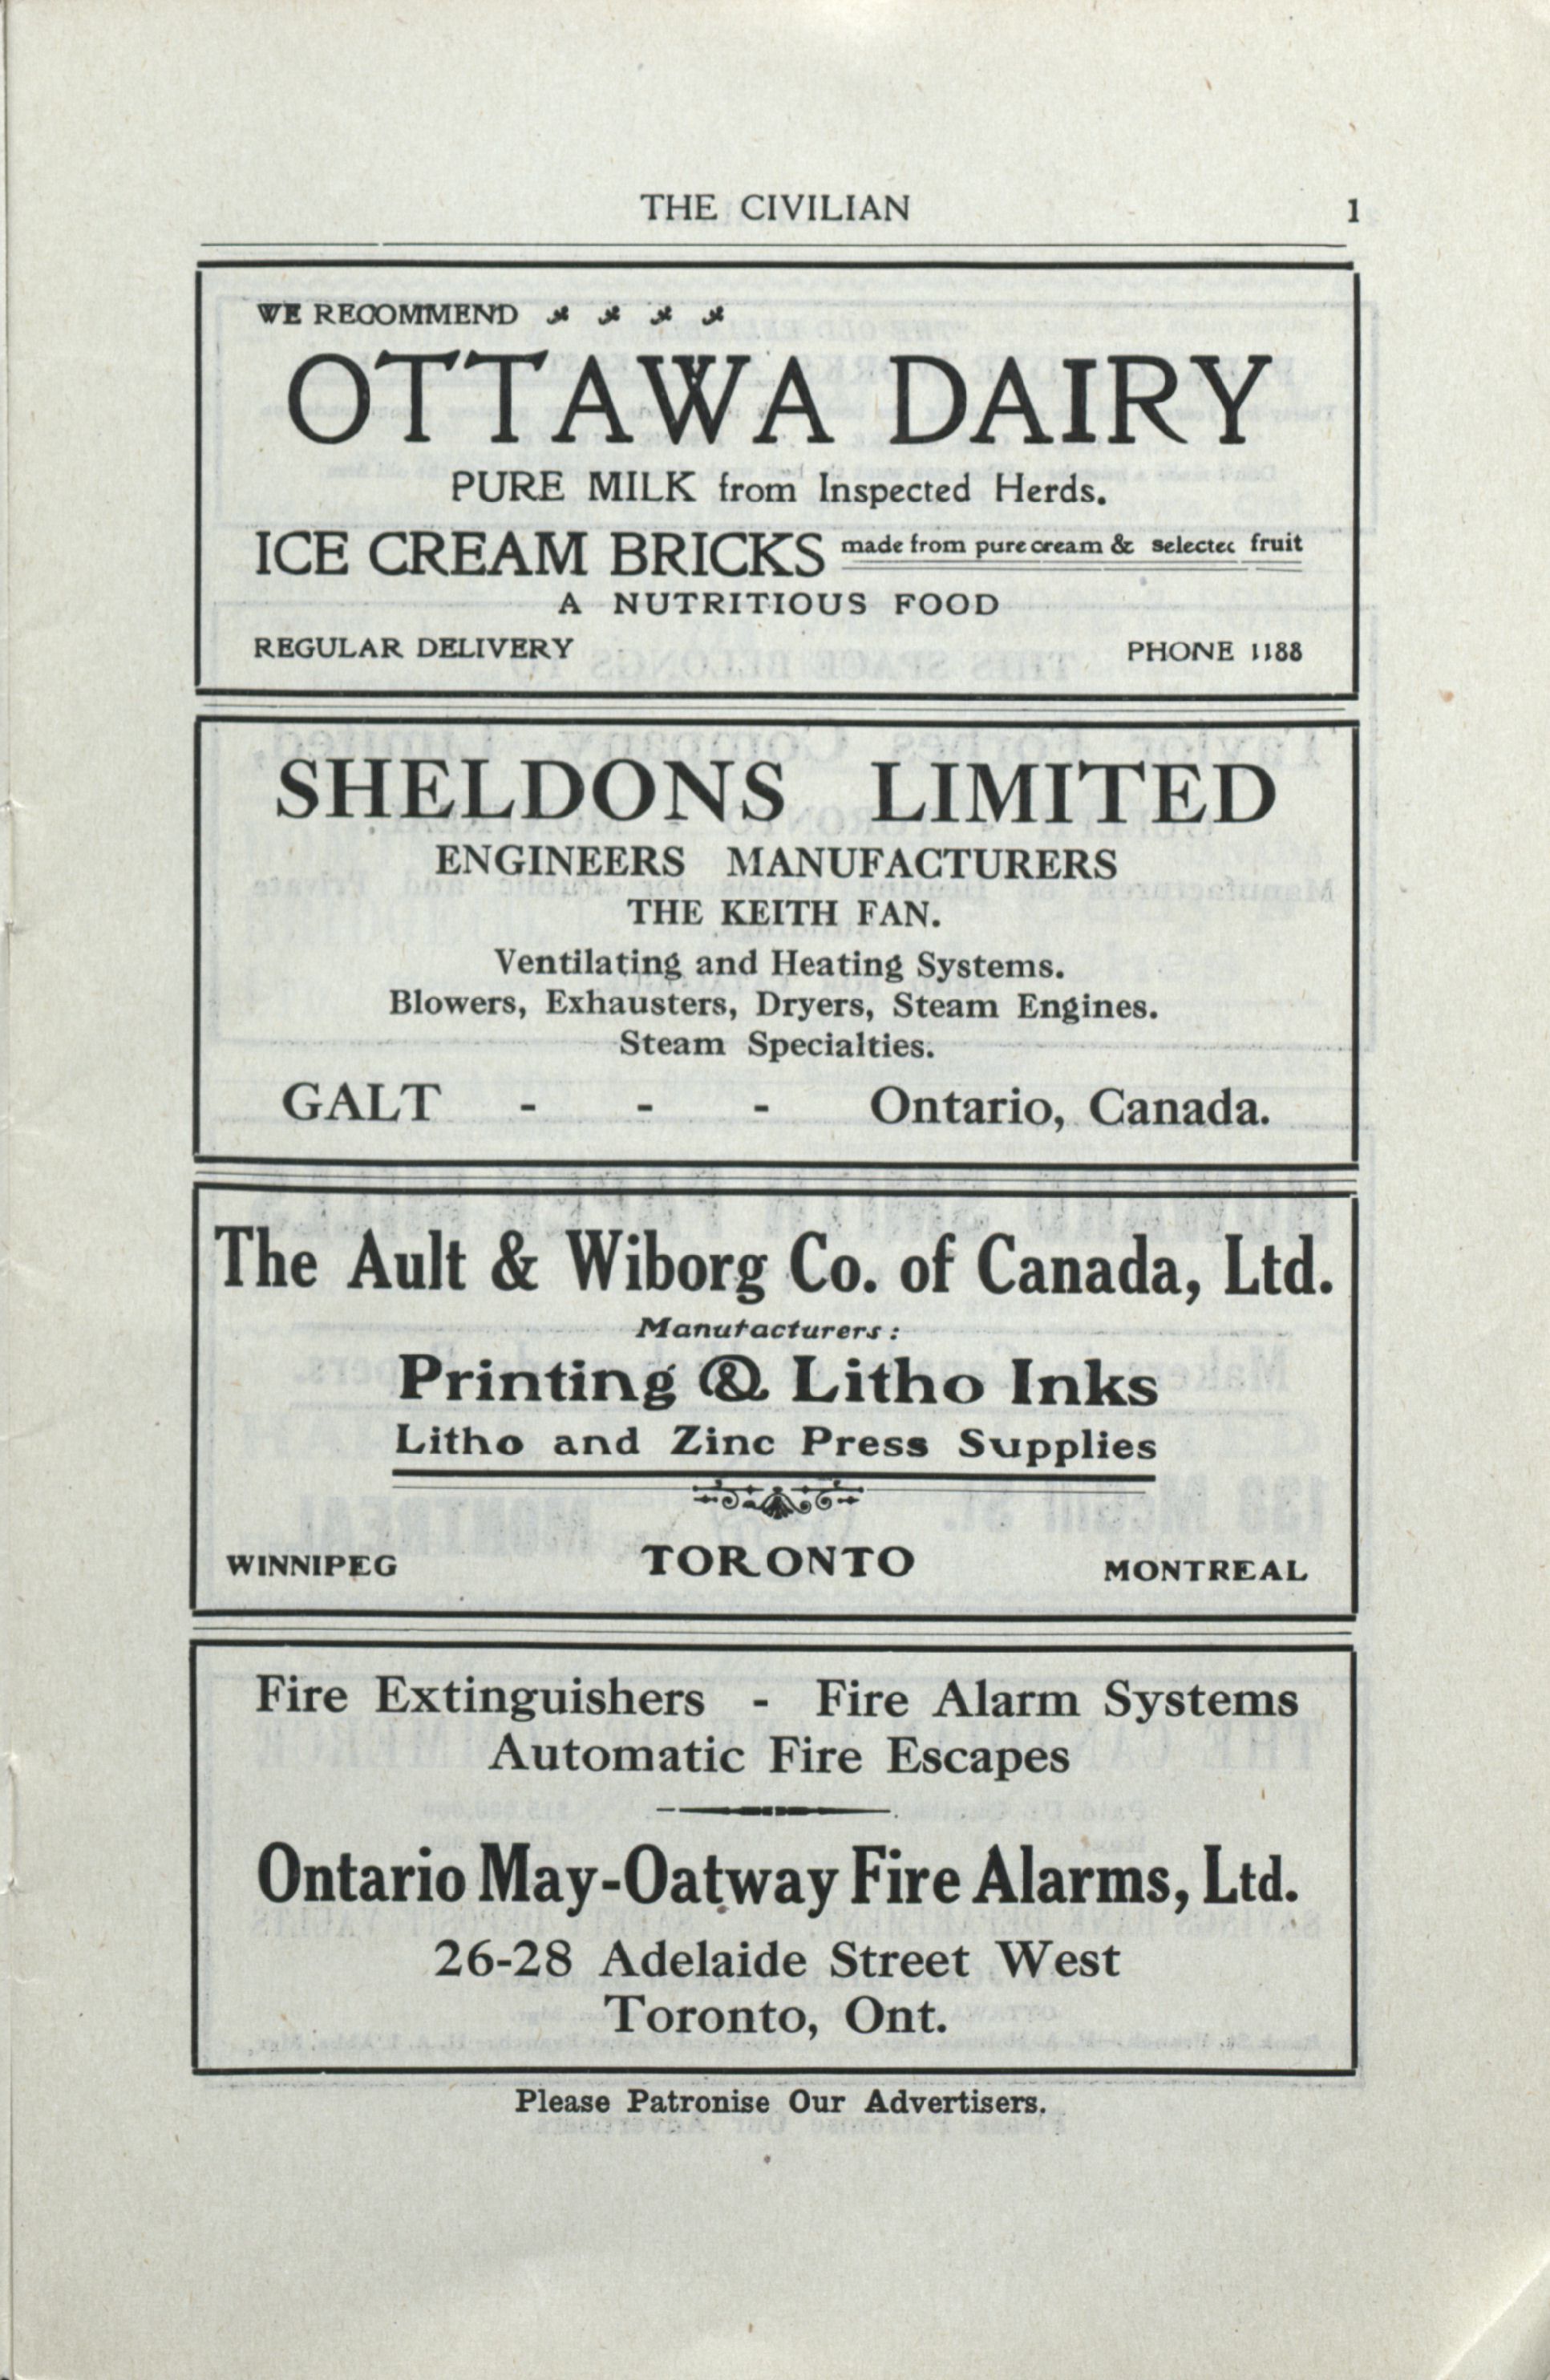 THE CIVILIAN 1
WE RECOMMEND
OTTAWA DAIRY
PURE MILK from Inspected Herds.
ICE CREAM BRICKS made from pure cream & selected fruit
A NUTRITIOUS FOOD
REGULAR DELIVERY PHONE 1188
SHELDONS LIMITED
ENGINEERS MANUFACTURERS
THE KEITH FAN.
Ventilating and Heating Systems.
Blowers, Exhausters, Dryers, Steam Engines.
Steam Specialties.
GALT - - - Ontario, Canada.
The Ault & Wiborg Co. of Canada, Ltd.
Manufacturers:
Printing & Litho Inks
Litho and Zinc Press Supplies
WINNIPEG TORONTO MONTREAL
Fire Extinguishers - Fire Alarm Systems
Automatic Fire Escapes
Ontario May-Oatway Fire Alarms, Ltd.
26-28 Adelaide Street West
Toronto, Ont.
Please Patronise Our Advertisers.